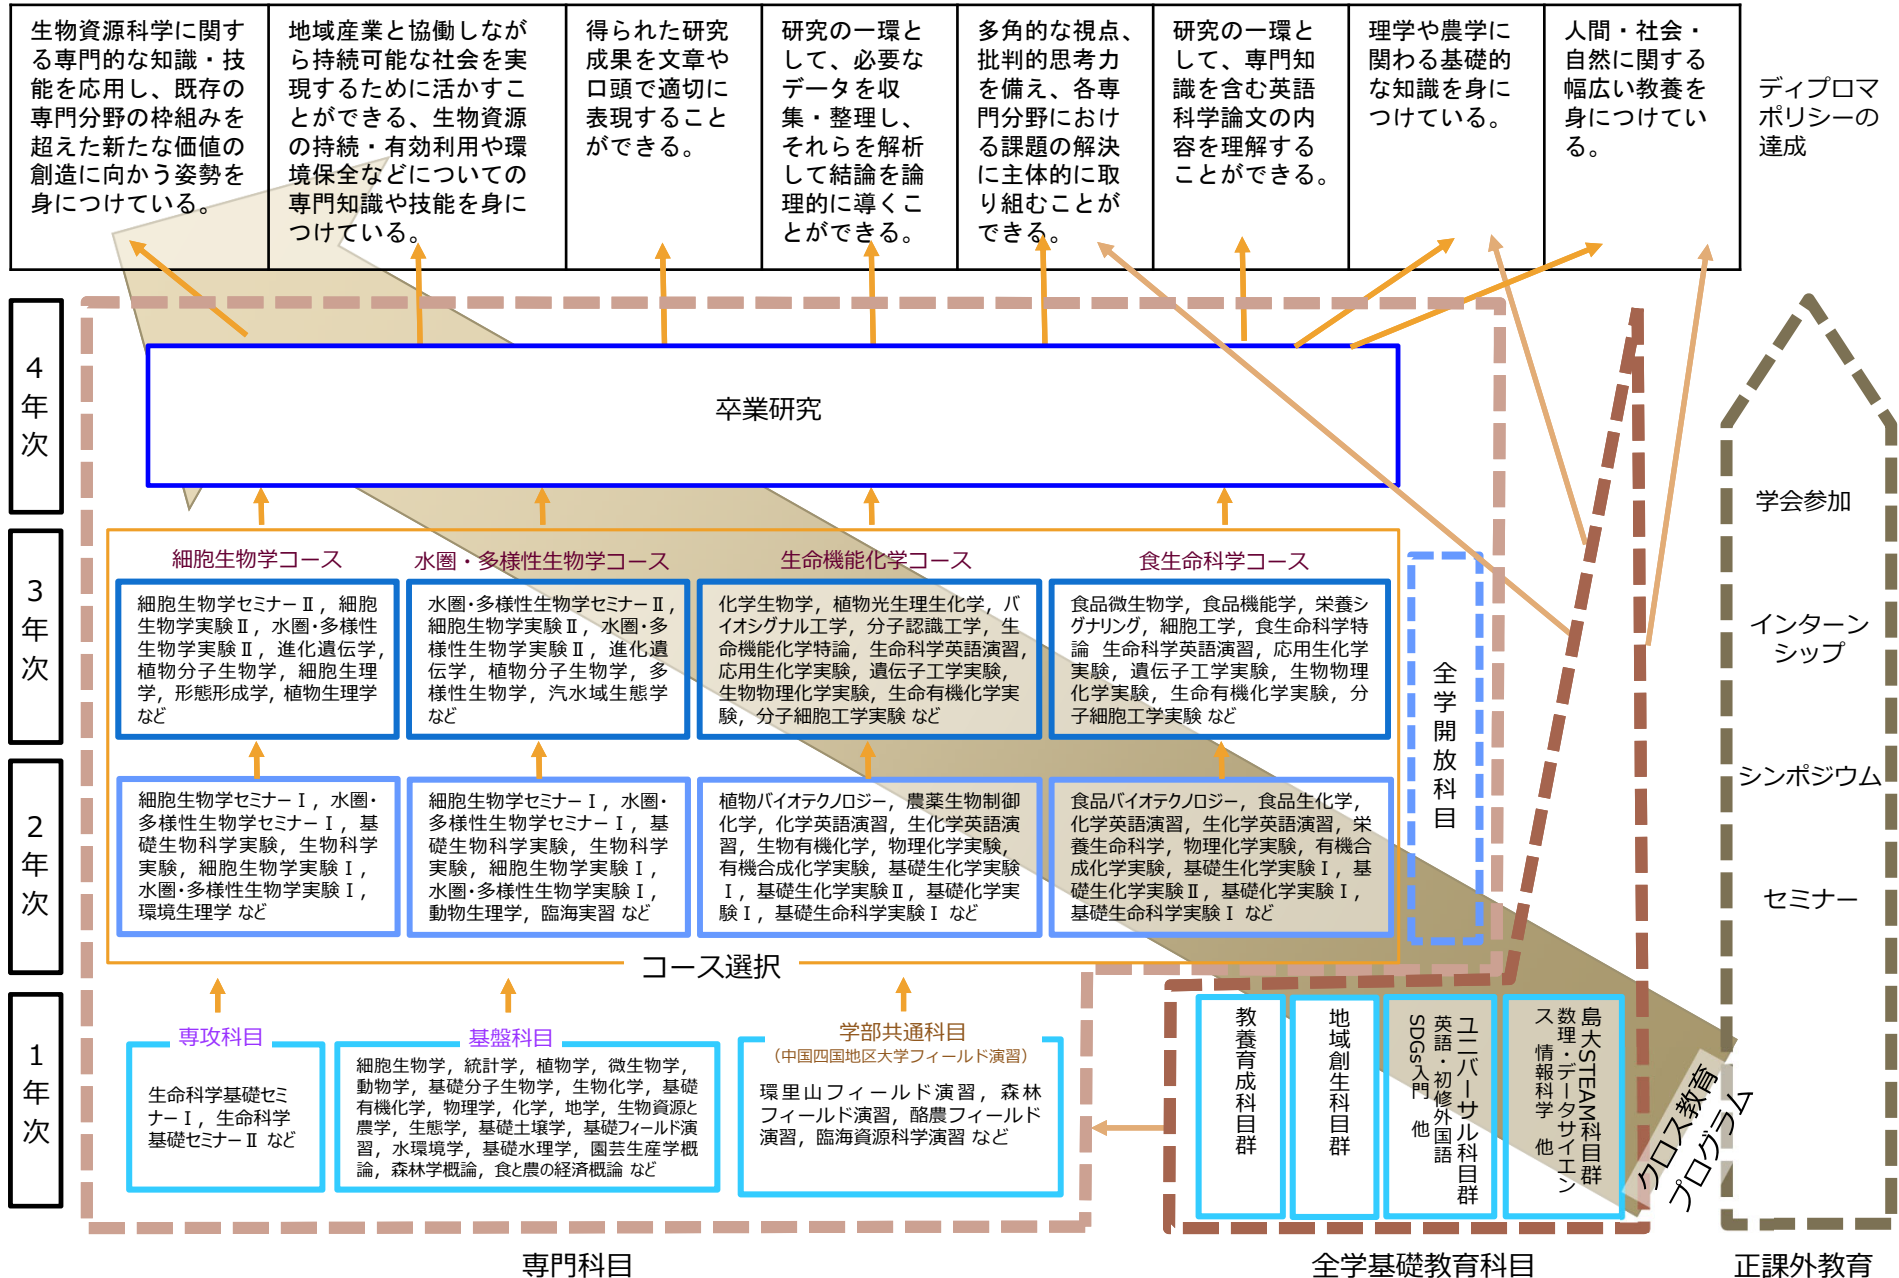 生物資源科学に関す
る専門的な知識・技
能を応用し、既存の
専門分野の枠組みを
超えた新たな価値の
創造に向かう姿勢を
身につけている。
地域産業と協働しなが
ら持続可能な社会を実
現するために活かすこ
とができる、生物資源
の持続・有効利用や環
境保全などについての
専門知識や技能を身に
つけている。
得られた研究
成果を文章や
口頭で適切に
表現すること
ができる。
研究の一環と
して、必要な
データを収
集・整理し、
それらを解析
して結論を論
理的に導くこ
とができる。
多角的な視点、
批判的思考力
を備え、各専
門分野におけ
る課題の解決
に主体的に取
り組むことが
できる。
研究の一環と
して、専門知
識を含む英語
科学論文の内
容を理解する
ことができる。
理学や農学に
関わる基礎的
な知識を身に
つけている。
人間・社会・
自然に関する
幅広い教養を
身につけてい
る。
ディプロマ
ポリシーの
達成
4
年
次
卒業研究
3
年
次
細胞生物学コース
細胞生物学セミナーⅡ, 細胞
生物学実験Ⅱ, 水圏・多様性
生物学実験Ⅱ, 進化遺伝学,
植物分子生物学, 細胞生理
学, 形態形成学, 植物生理学
など
水圏・多様性生物学コース
水圏・多様性生物学セミナーⅡ,
細胞生物学実験Ⅱ, 水圏・多
様性生物学実験Ⅱ, 進化遺
伝学, 植物分子生物学, 多
様性生物学, 汽水域生態学
など
生命機能化学コース
化学生物学, 植物光生理生化学, バ
イオシグナル工学, 分子認識工学, 生
命機能化学特論, 生命科学英語演習,
応用生化学実験, 遺伝子工学実験,
生物物理化学実験, 生命有機化学実
験, 分子細胞工学実験 など
食生命科学コース
食品微生物学, 食品機能学, 栄養シ
グナリング, 細胞工学, 食生命科学特
論 生命科学英語演習, 応用生化学
実験, 遺伝子工学実験, 生物物理
化学実験, 生命有機化学実験, 分
子細胞工学実験 など
全学開放科目
2
年
次
細胞生物学セミナーⅠ, 水圏・
多様性生物学セミナーⅠ, 基
礎生物科学実験, 生物科学
実験, 細胞生物学実験Ⅰ,
水圏・多様性生物学実験Ⅰ,
環境生理学 など
細胞生物学セミナーⅠ, 水圏・
多様性生物学セミナーⅠ, 基
礎生物科学実験, 生物科学
実験, 細胞生物学実験Ⅰ,
水圏・多様性生物学実験Ⅰ,
動物生理学, 臨海実習 など
植物バイオテクノロジー, 農薬生物制御
化学, 化学英語演習, 生化学英語演
習, 生物有機化学, 物理化学実験,
有機合成化学実験, 基礎生化学実験
Ⅰ, 基礎生化学実験Ⅱ, 基礎化学実
験Ⅰ, 基礎生命科学実験Ⅰ など
食品バイオテクノロジー, 食品生化学,
化学英語演習, 生化学英語演習, 栄
養生命科学, 物理化学実験, 有機合
成化学実験, 基礎生化学実験Ⅰ, 基
礎生化学実験Ⅱ, 基礎化学実験Ⅰ,
基礎生命科学実験Ⅰ など
コース選択
1
年
次
専攻科目
生命科学基礎セミ
ナーⅠ, 生命科学
基礎セミナーⅡ など
基盤科目
細胞生物学, 統計学, 植物学, 微生物学,
動物学, 基礎分子生物学, 生物化学, 基礎
有機化学, 物理学, 化学, 地学, 生物資源と
農学, 生態学, 基礎土壌学, 基礎フィールド演
習, 水環境学, 基礎水理学, 園芸生産学概
論, 森林学概論, 食と農の経済概論 など
学部共通科目
（中国四国地区大学フィールド演習）
環里山フィールド演習, 森林
フィールド演習, 酪農フィールド
演習, 臨海資源科学演習 など
教養育成科目群
地域創生科目群
ユニバーサル科目群
英語・初修外国語
SDGs入門 他
島大STEAM科目群
数理・データサイエン
ス 情報科学 他
クロス教育
プログラム
学会参加
インターン
シップ
シンポジウム
セミナー
専門科目
全学基礎教育科目
正課外教育